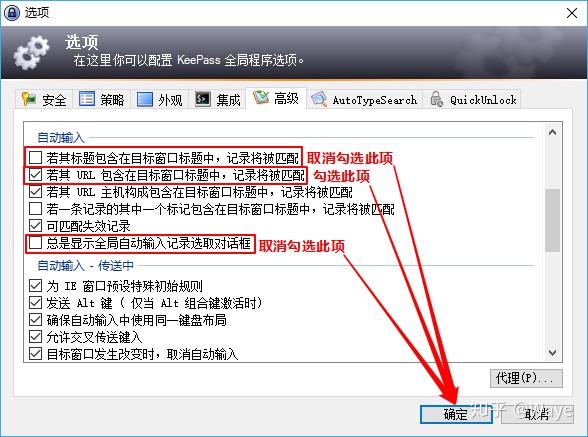 选项
选项
在这里你可以配置 KeePass 全局程序选项。
安全 策略 外观 集成 高级 AutoTypeSearch QuickUnlock
自动输入
若其标题包含在目标窗口标题中，记录将被匹配 取消勾选此项
若其 URL 包含在目标窗口标题中，记录将被匹配 勾选此项
若其 URL 主机构成包含在目标窗口标题中，记录将被匹配
若一条记录的其中一个标记包含在目标窗口标题中，记录将被匹配
可匹配失效记录
总是显示全局自动输入记录选取对话框 取消勾选此项
自动输入 - 传送中
为 IE 窗口预设特殊初始规则
发送 Alt 键 ( 仅当 Alt 组合键激活时)
确保自动输入中使用同一键盘布局
允许交叉传送键入
目标窗口发生改变时，取消自动输入
代理(P)...
确定 取消
知乎 @Waye